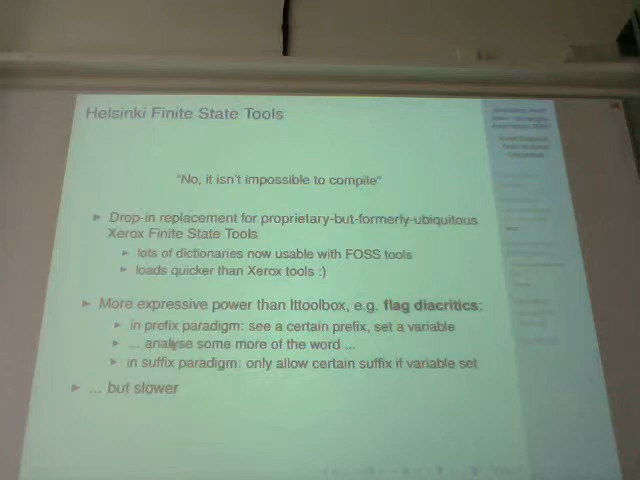 Helsinki Finite State Tools
"No, it isn't impossible to compile"
► Drop-in replacement for proprietary-but-formerly-ubiquitous
Xerox Finite State Tools
► lots of dictionaries now usable with FOSS tools
► loads quicker than Xerox tools :)
► More expressive power than lttoolbox, e.g. flag diacritics:
► in prefix paradigm: see a certain prefix, set a variable
► ... analyse some more of the word ...
► in suffix paradigm: only allow certain suffix if variable set
► ... but slower